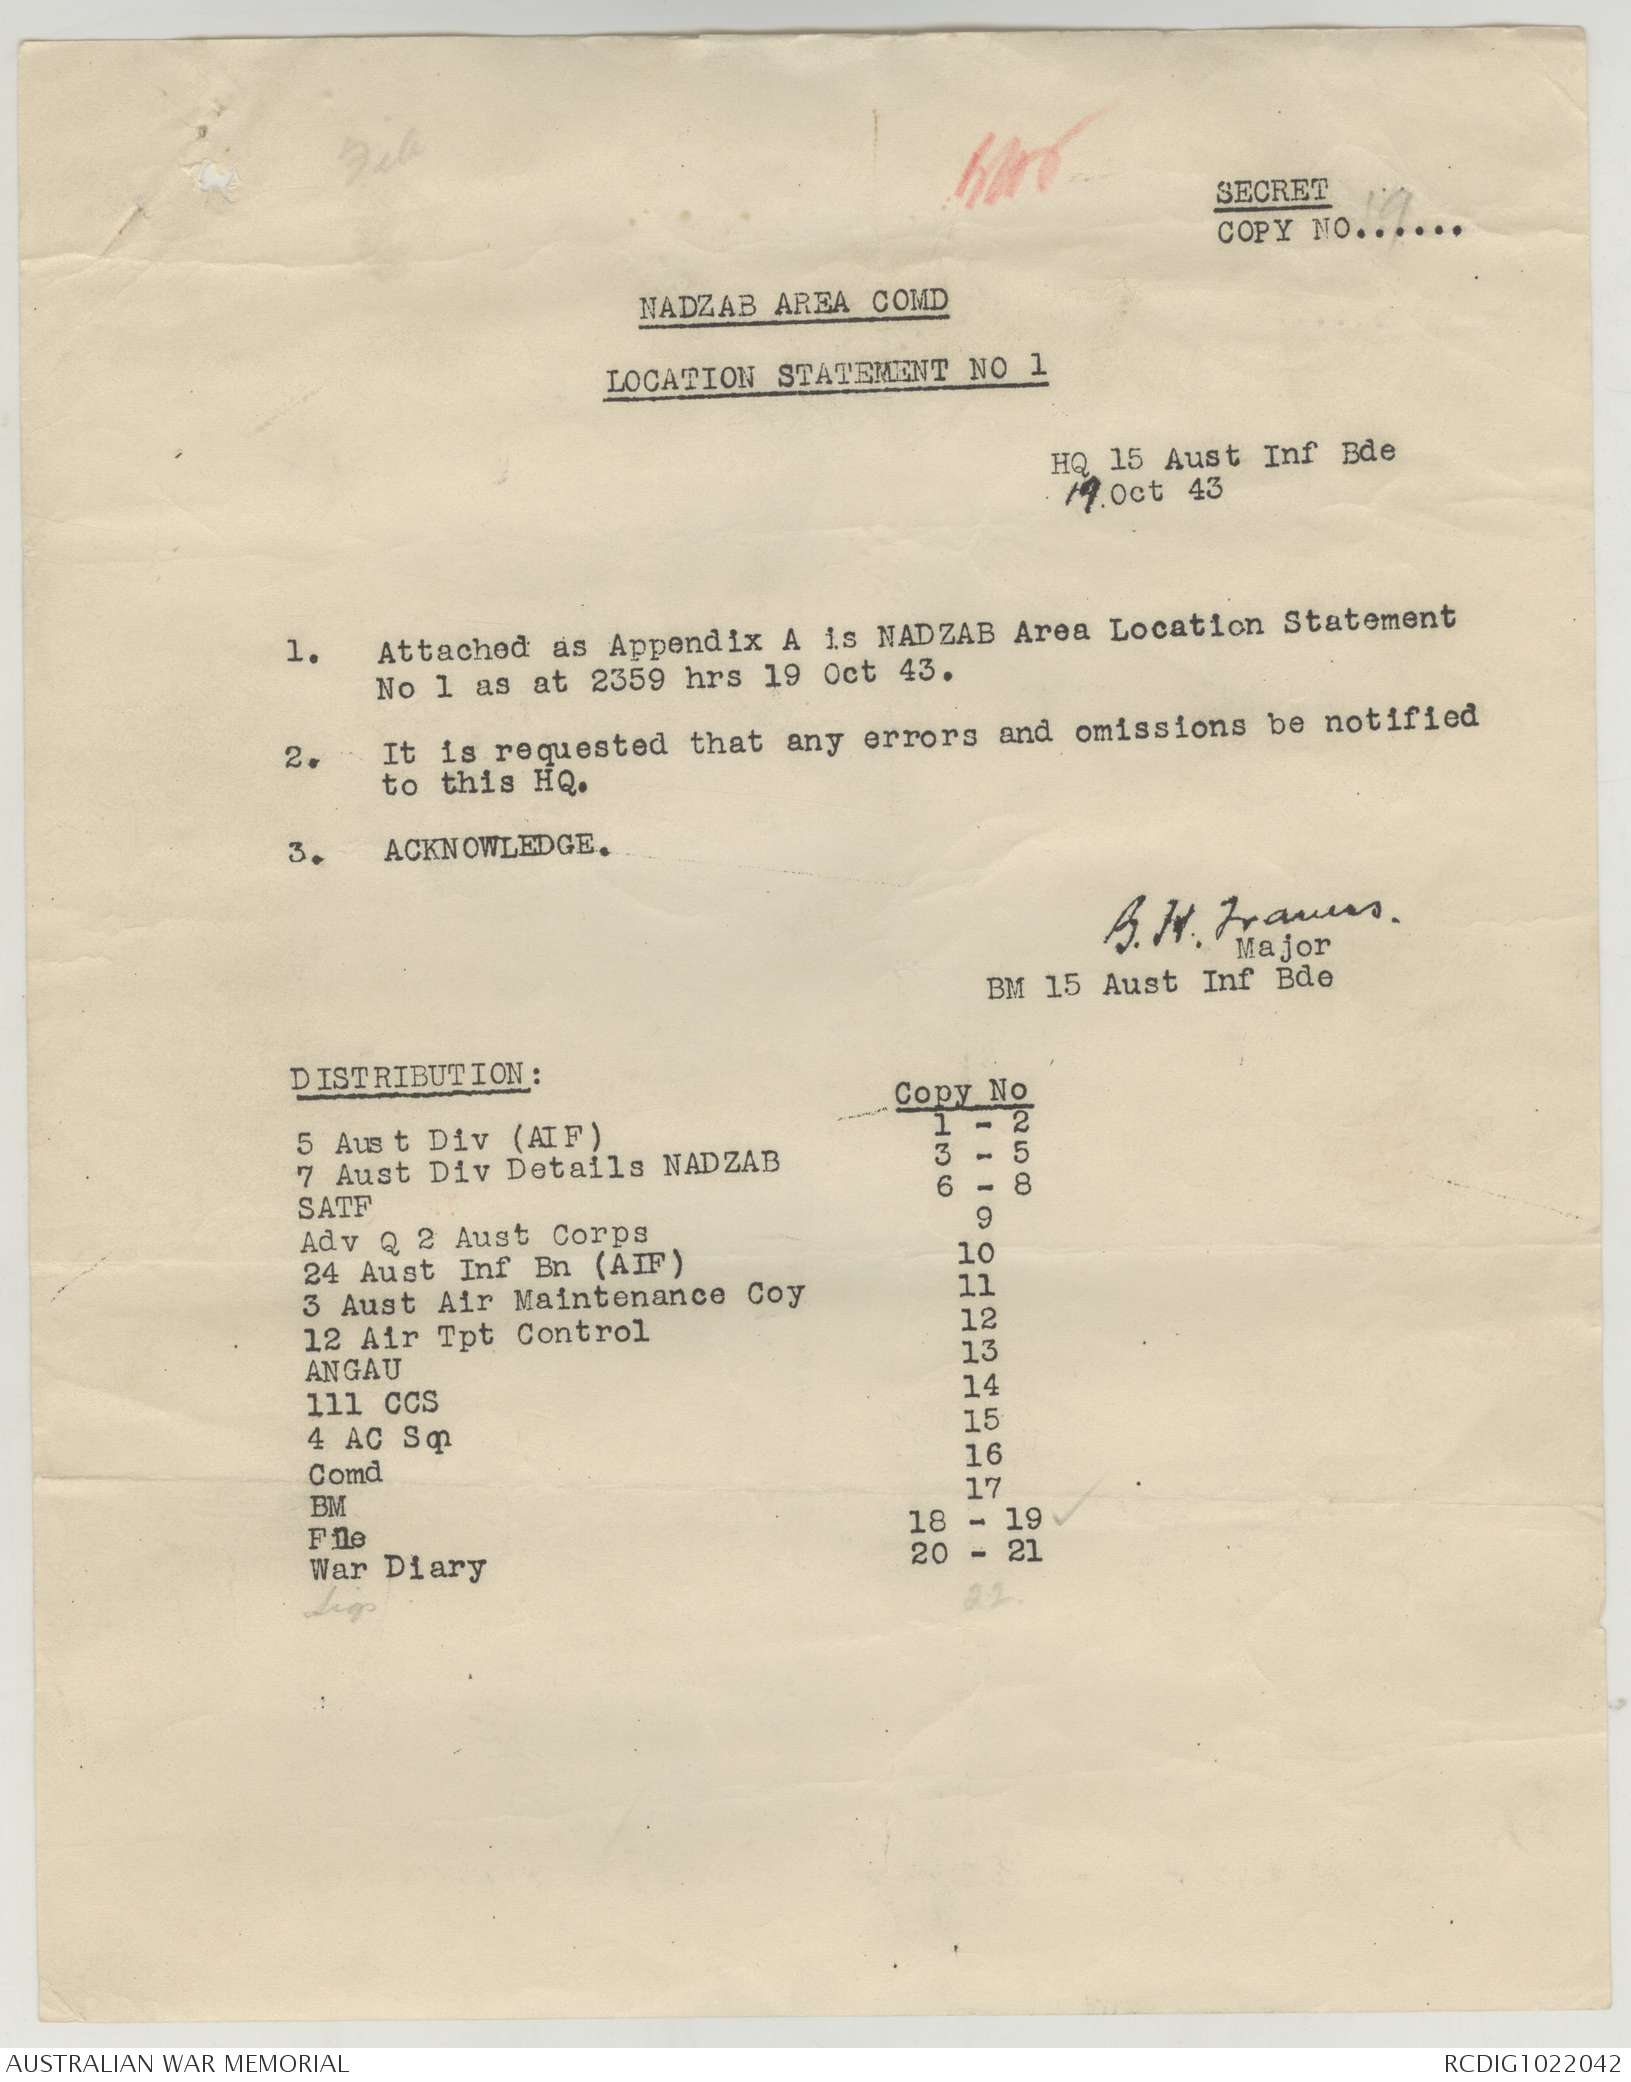 File
SECRET
COPY NO 19......
NADZAB AREA COMD
LOCATION STATEMENT NO 1
HQ 15 Aust Inf Bde
19 Oct 43
1. Attached as Appendix A is NADZAB Area Location Statement
No 1 as at 2359 hrs 19 Oct 43.
2. It is requested that any errors and omissions be notified
to this HQ.
3. ACKNOWLEDGE.
B. H. Travers.
Major
BM 15 Aust Inf Bde
DISTRIBUTION:
Copy No
5 Aust Div (AIF) 1 - 2
7 Aust Div Details NADZAB 3 - 5
SATF 6 - 8
Adv Q 2 Aust Corps 9
24 Aust Inf Bn (AIF) 10
3 Aust Air Maintenance Coy 11
12 Air Tpt Control 12
ANGAU 13
111 CCS 14
4 AC Sqn 15
Comd 16
BM 17
File 18 - 19 ✓
War Diary 20 - 21
Sigs 22.
AUSTRALIAN WAR MEMORIAL
RCDIG1022042